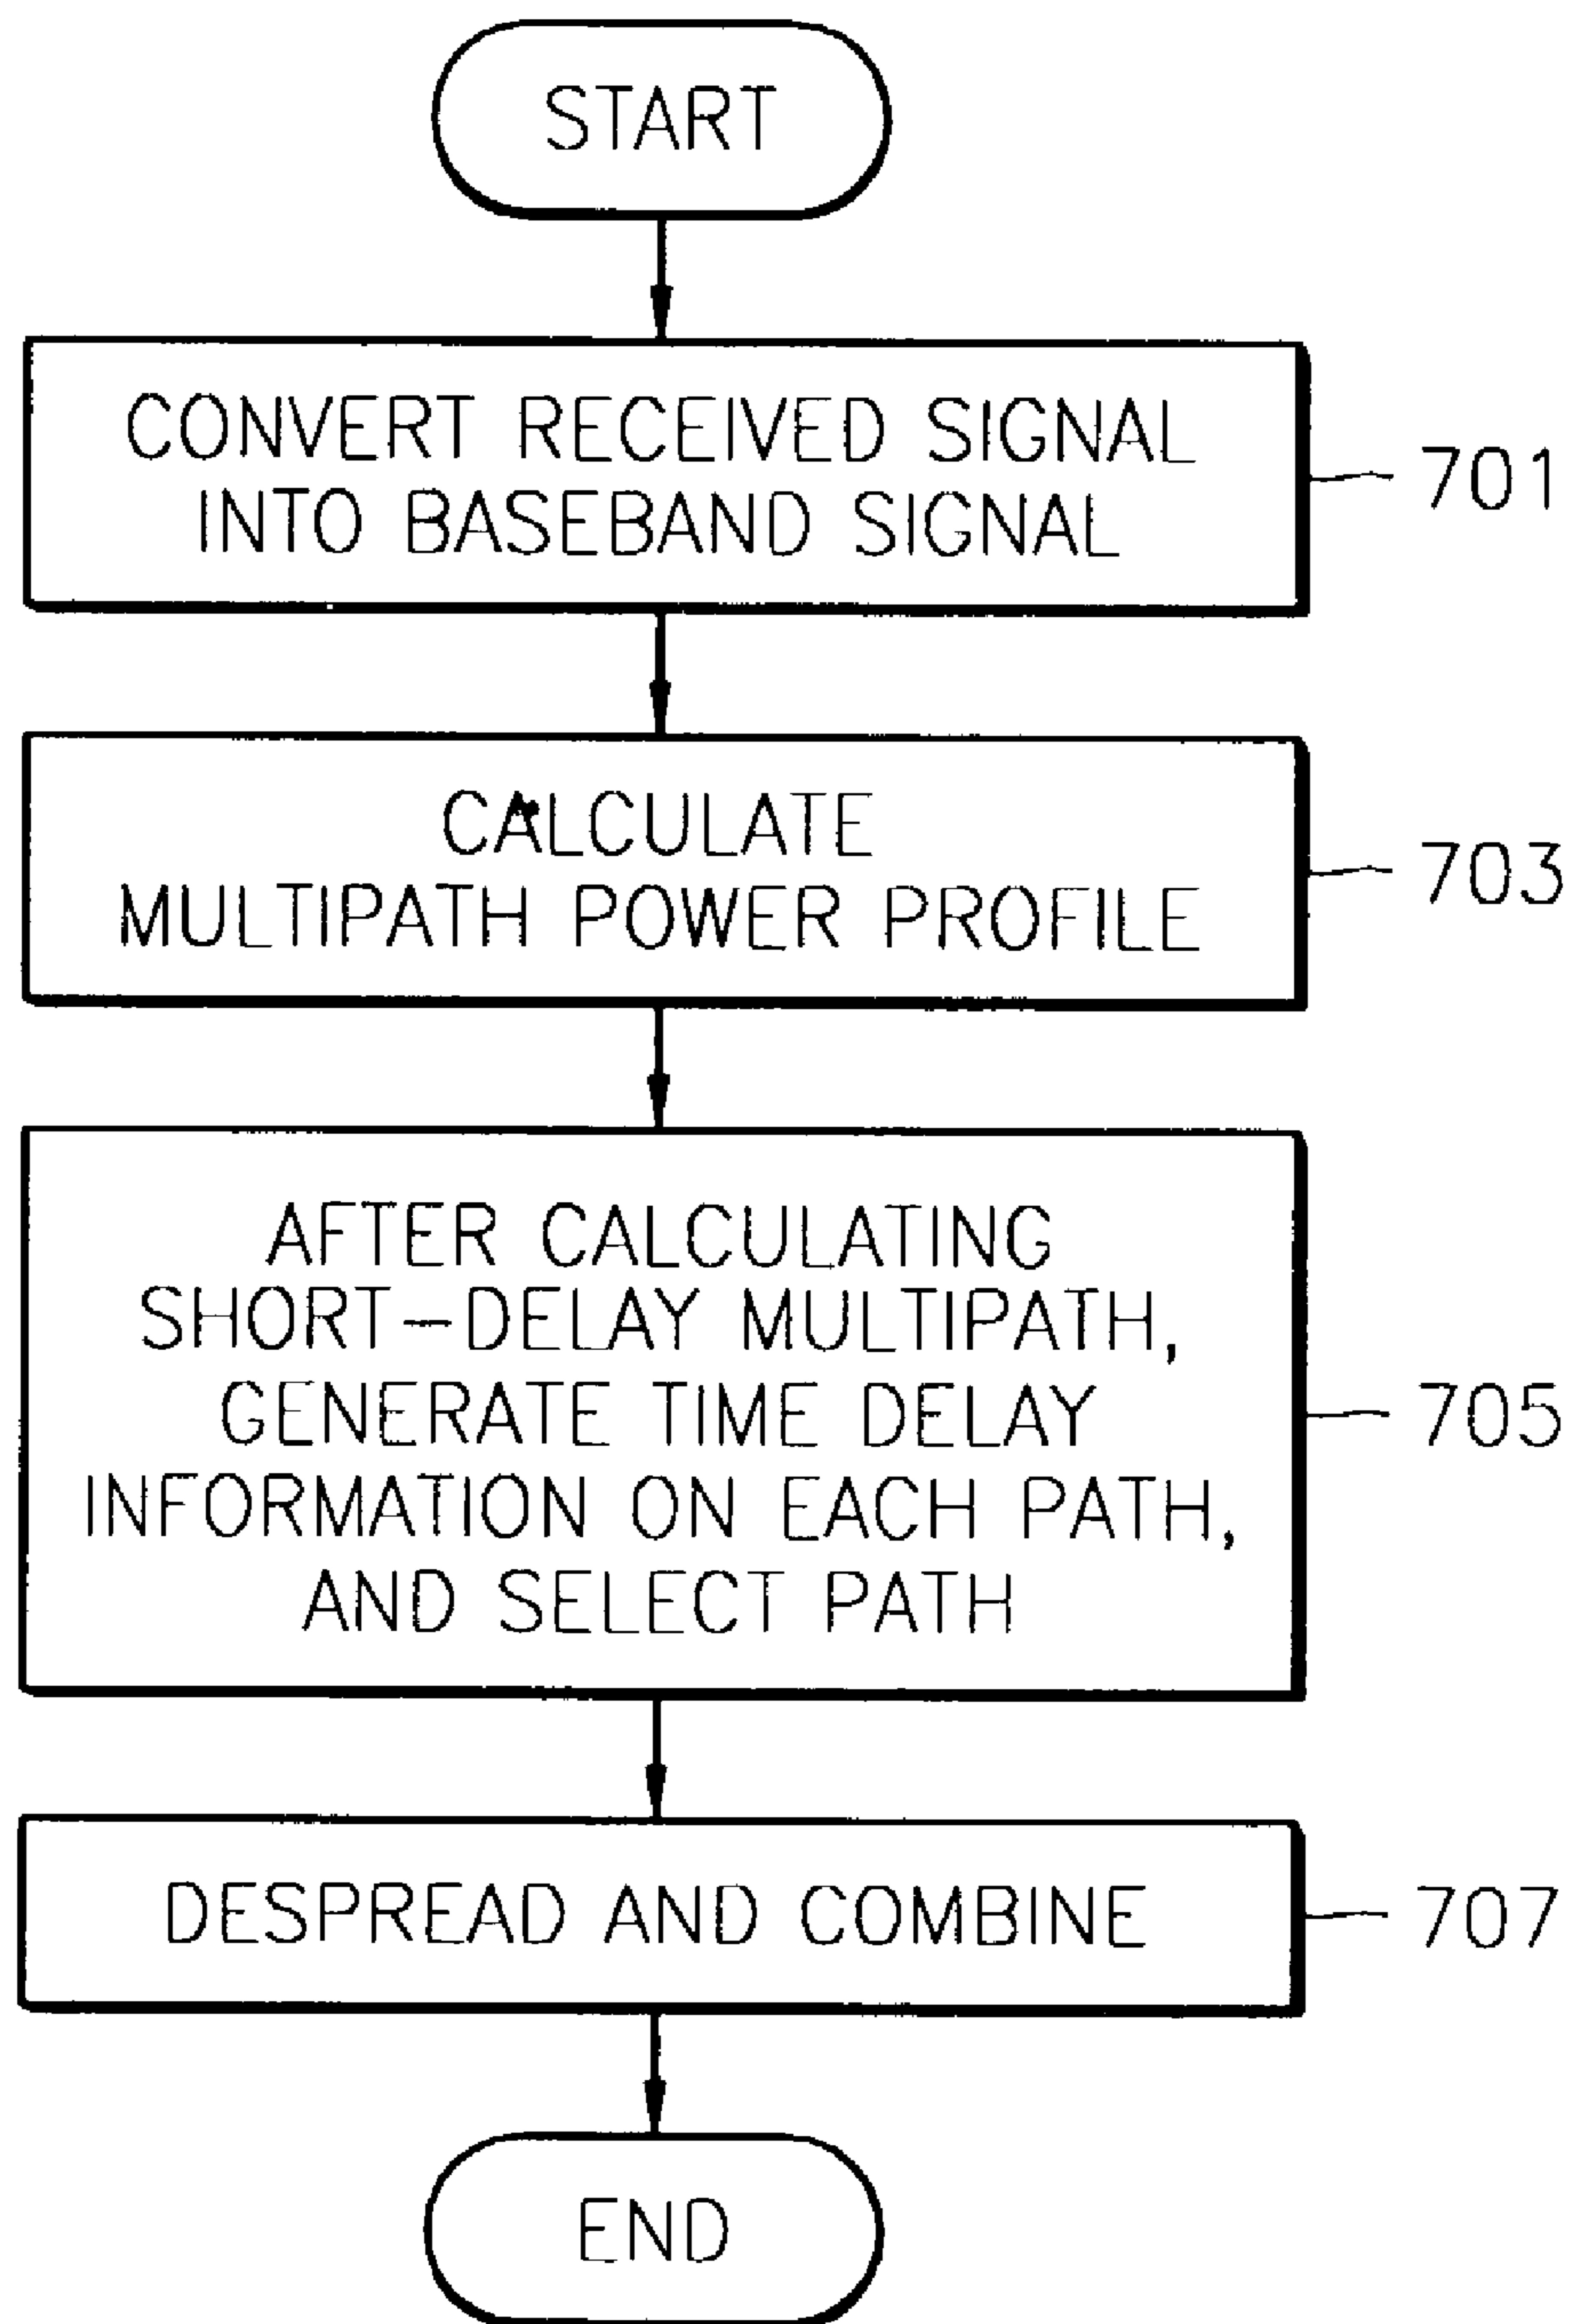 START
CONVERT RECEIVED SIGNAL
INTO BASEBAND SIGNAL
701
CALCULATE
MULTIPATH POWER PROFILE
703
AFTER CALCULATING
SHORT-DELAY MULTIPATH,
GENERATE TIME DELAY
INFORMATION ON EACH PATH,
AND SELECT PATH
705
DESPREAD AND COMBINE
707
END